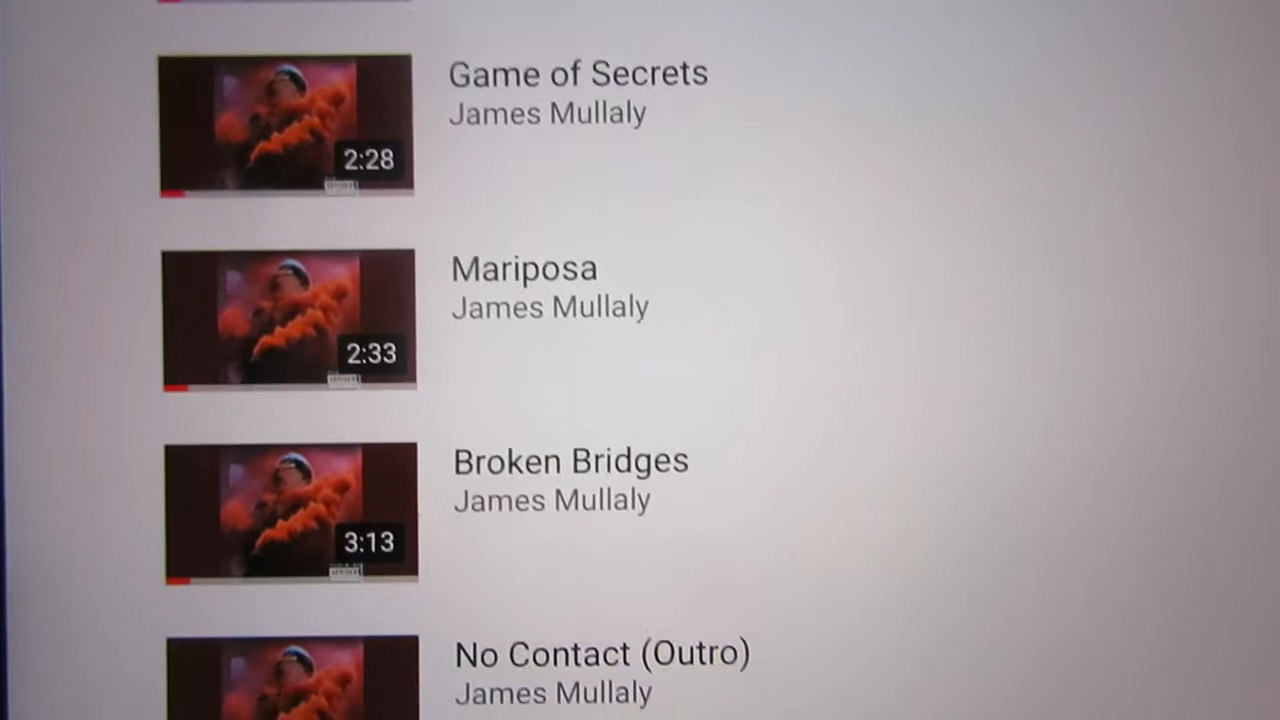 Game of Secrets
James Mullaly
2:28
Mariposa
James Mullaly
2:33
Broken Bridges
James Mullaly
3:13
No Contact (Outro)
James Mullaly